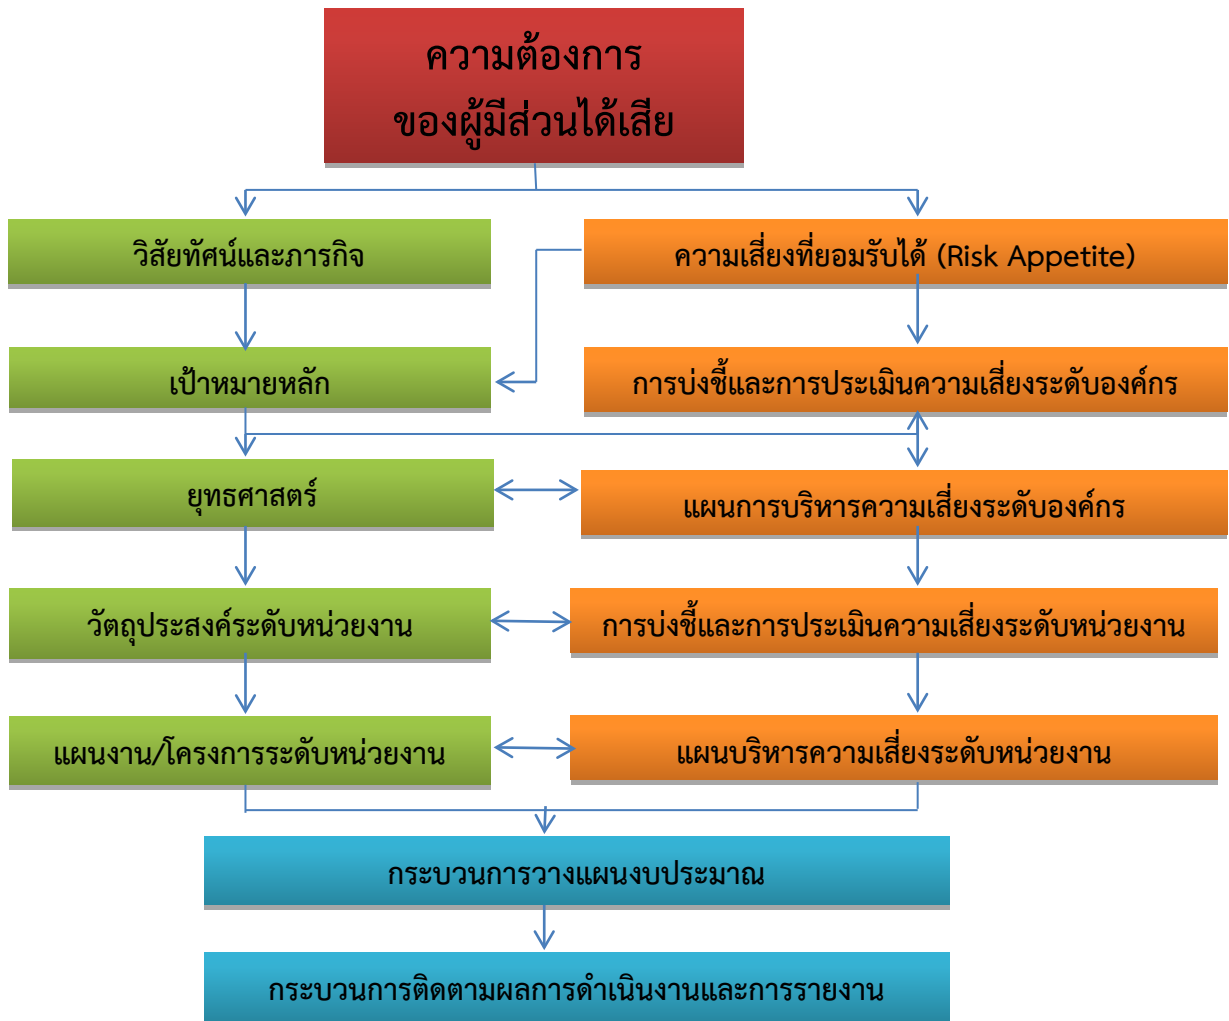 ความต้องการ
ของผู้มีส่วนได้เสีย
วิสัยทัศน์และภารกิจ
ความเสี่ยงที่ยอมรับได้ (Risk Appetite)
เป้าหมายหลัก
การบ่งชี้และการประเมินความเสี่ยงระดับองค์กร
ยุทธศาสตร์
แผนการบริหารความเสี่ยงระดับองค์กร
วัตถุประสงค์ระดับหน่วยงาน
การบ่งชี้และการประเมินความเสี่ยงระดับหน่วยงาน
แผนงาน/โครงการระดับหน่วยงาน
แผนบริหารความเสี่ยงระดับหน่วยงาน
กระบวนการวางแผนงบประมาณ
กระบวนการติดตามผลการดำเนินงานและการรายงาน